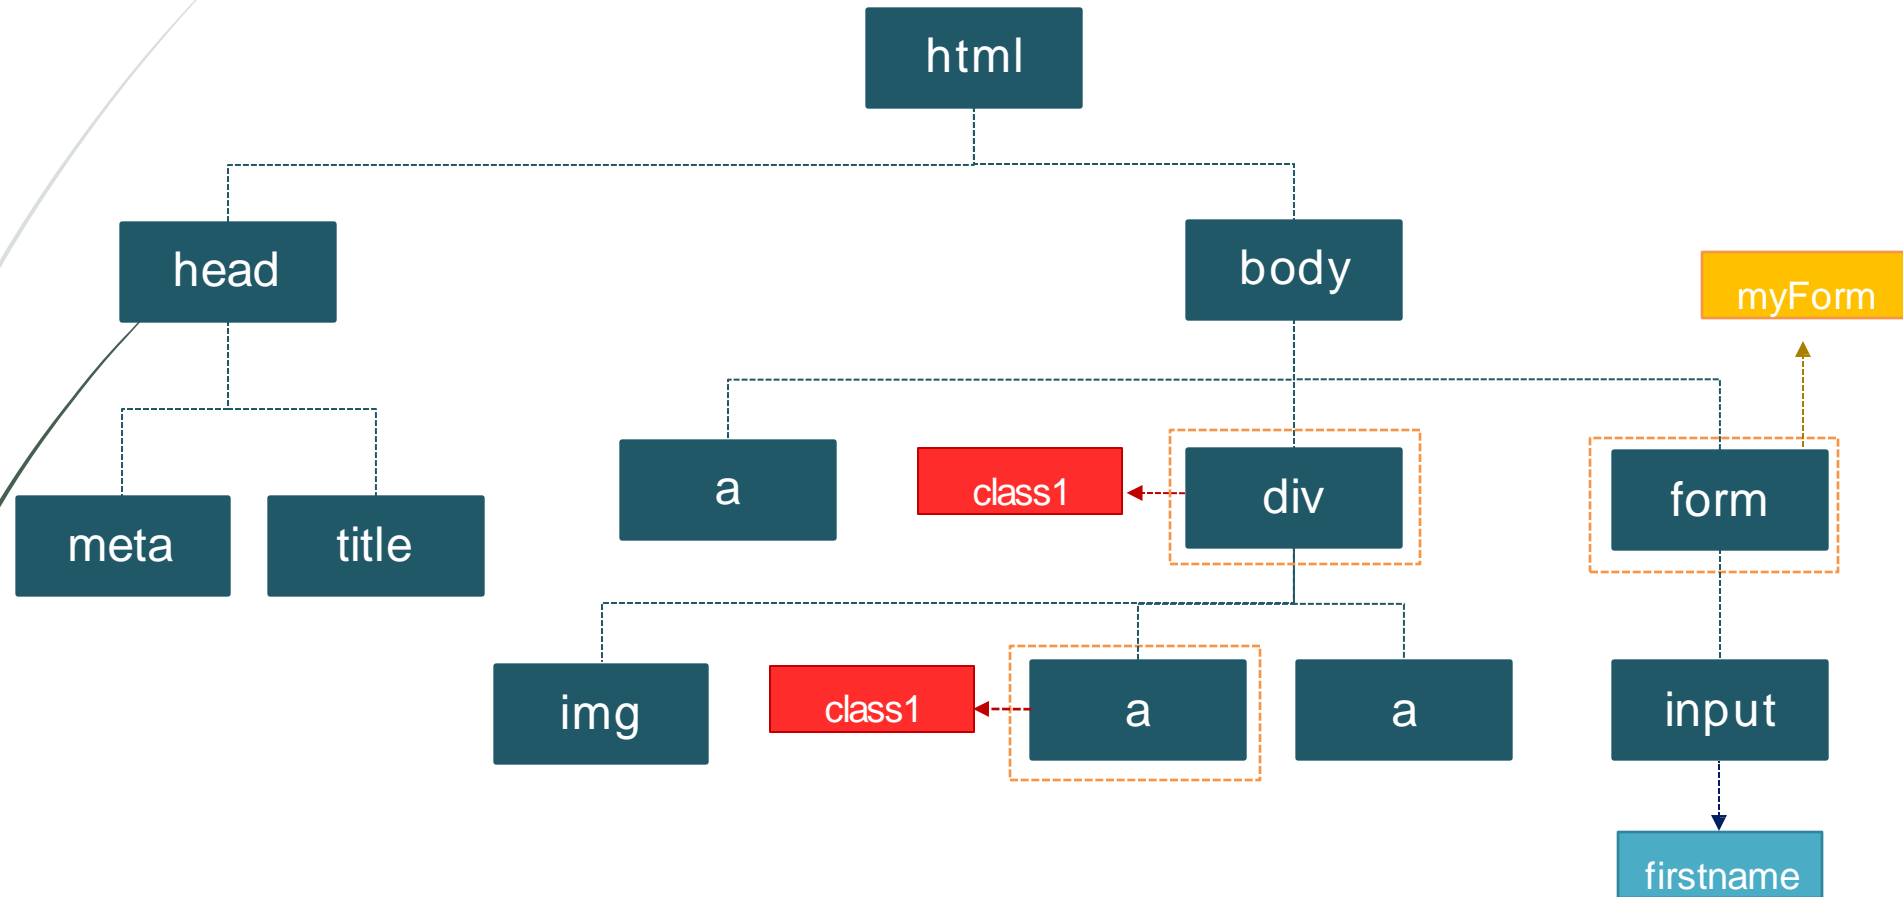 html
head
body
myForm
a
class1
div
form
meta
title
img
class1
a
a
input
firstname